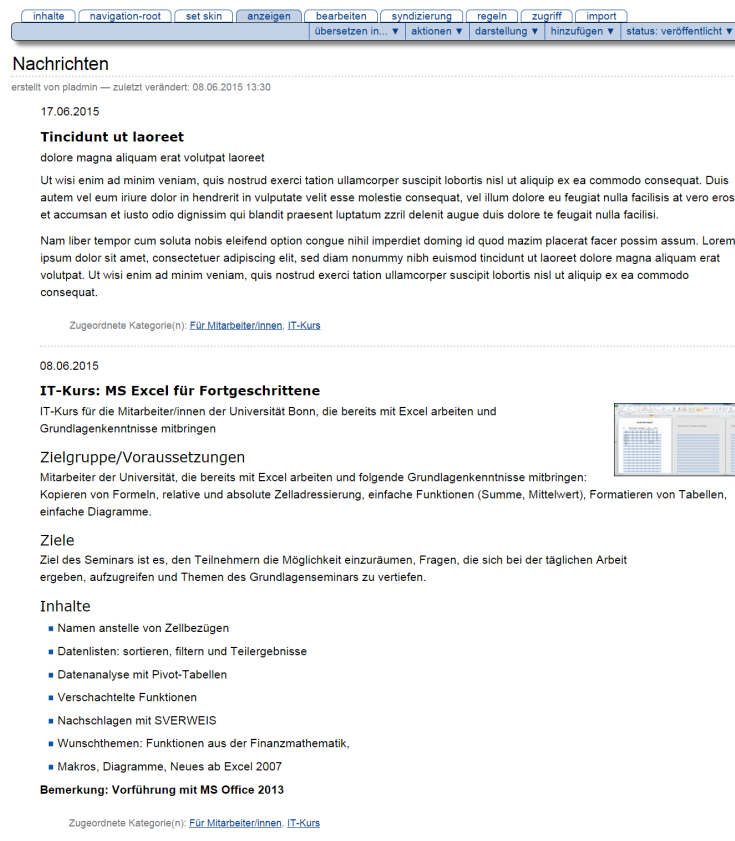 inhalte navigation-root set skin anzeigen bearbeiten syndizierung regeln zugriff import
übersetzen in... ▼ aktionen ▼ darstellung ▼ hinzufügen ▼ status: veröffentlicht ▼
Nachrichten
erstellt von pladmin — zuletzt verändert: 08.06.2015 13:30
17.06.2015
Tincidunt ut laoreet
dolore magna aliquam erat volutpat laoreet
Ut wisi enim ad minim veniam, quis nostrud exerci tation ullamcorper suscipit lobortis nisl ut aliquip ex ea commodo consequat. Duis
autem vel eum iriure dolor in hendrerit in vulputate velit esse molestie consequat, vel illum dolore eu feugiat nulla facilisis at vero eros
et accumsan et iusto odio dignissim qui blandit praesent luptatum zzril delenit augue duis dolore te feugait nulla facilisi.
Nam liber tempor cum soluta nobis eleifend option congue nihil imperdiet doming id quod mazim placerat facer possim assum. Lorem
ipsum dolor sit amet, consectetuer adipiscing elit, sed diam nonummy nibh euismod tincidunt ut laoreet dolore magna aliquam erat
volutpat. Ut wisi enim ad minim veniam, quis nostrud exerci tation ullamcorper suscipit lobortis nisl ut aliquip ex ea commodo
consequat.
Zugeordnete Kategorie(n): Für Mitarbeiter/innen, IT-Kurs
08.06.2015
IT-Kurs: MS Excel für Fortgeschrittene
IT-Kurs für die Mitarbeiter/innen der Universität Bonn, die bereits mit Excel arbeiten und
Grundlagenkenntnisse mitbringen
Zielgruppe/Voraussetzungen
Mitarbeiter der Universität, die bereits mit Excel arbeiten und folgende Grundlagenkenntnisse mitbringen:
Kopieren von Formeln, relative und absolute Zelladressierung, einfache Funktionen (Summe, Mittelwert), Formatieren von Tabellen,
einfache Diagramme.
Ziele
Ziel des Seminars ist es, den Teilnehmern die Möglichkeit einzuräumen, Fragen, die sich bei der täglichen Arbeit
ergeben, aufzugreifen und Themen des Grundlagenseminars zu vertiefen.
Inhalte
Namen anstelle von Zellbezügen
Datenlisten: sortieren, filtern und Teilergebnisse
Datenanalyse mit Pivot-Tabellen
Verschachtelte Funktionen
Nachschlagen mit SVERWEIS
Wunschthemen: Funktionen aus der Finanzmathematik,
Makros, Diagramme, Neues ab Excel 2007
Bemerkung: Vorführung mit MS Office 2013
Zugeordnete Kategorie(n): Für Mitarbeiter/innen, IT-Kurs